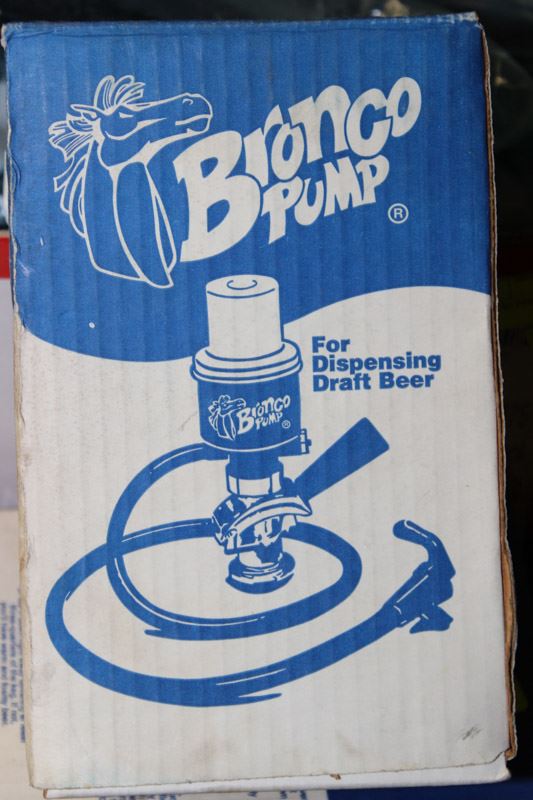 Bronco
PUMP
®
For
Dispensing
Draft Beer
Bronco
PUMP
®